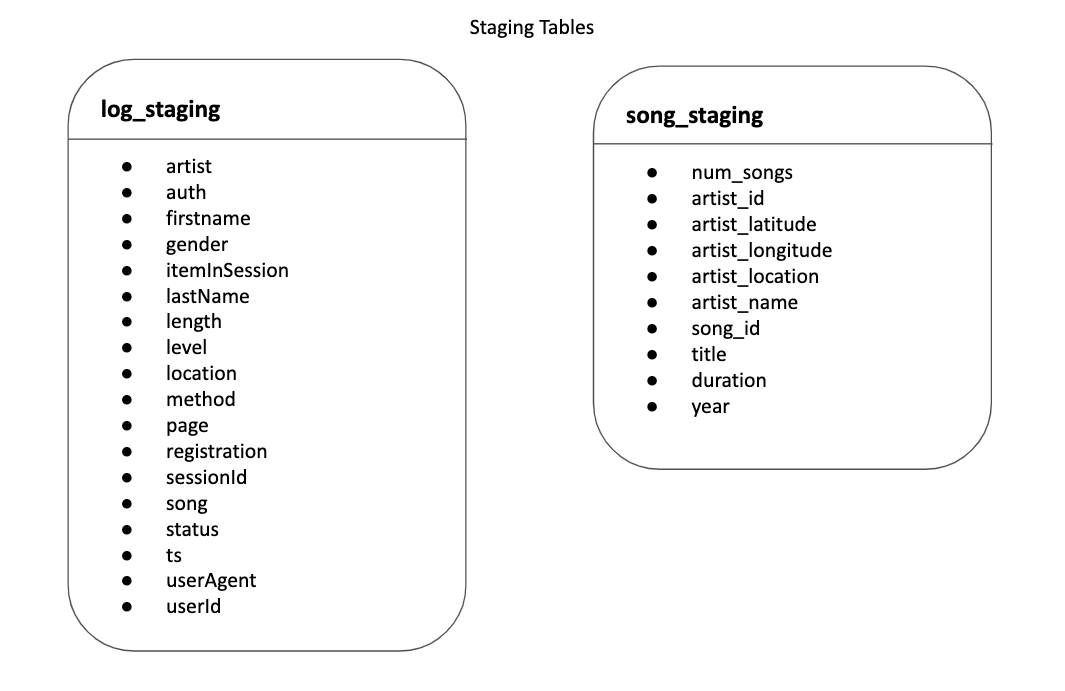 Staging Tables
log_staging
artist
auth
firstname
gender
itemInSession
lastName
length
level
location
method
page
registration
sessionId
song
status
ts
userAgent
userId
song_staging
num_songs
artist_id
artist_latitude
artist_longitude
artist_location
artist_name
song_id
title
duration
year